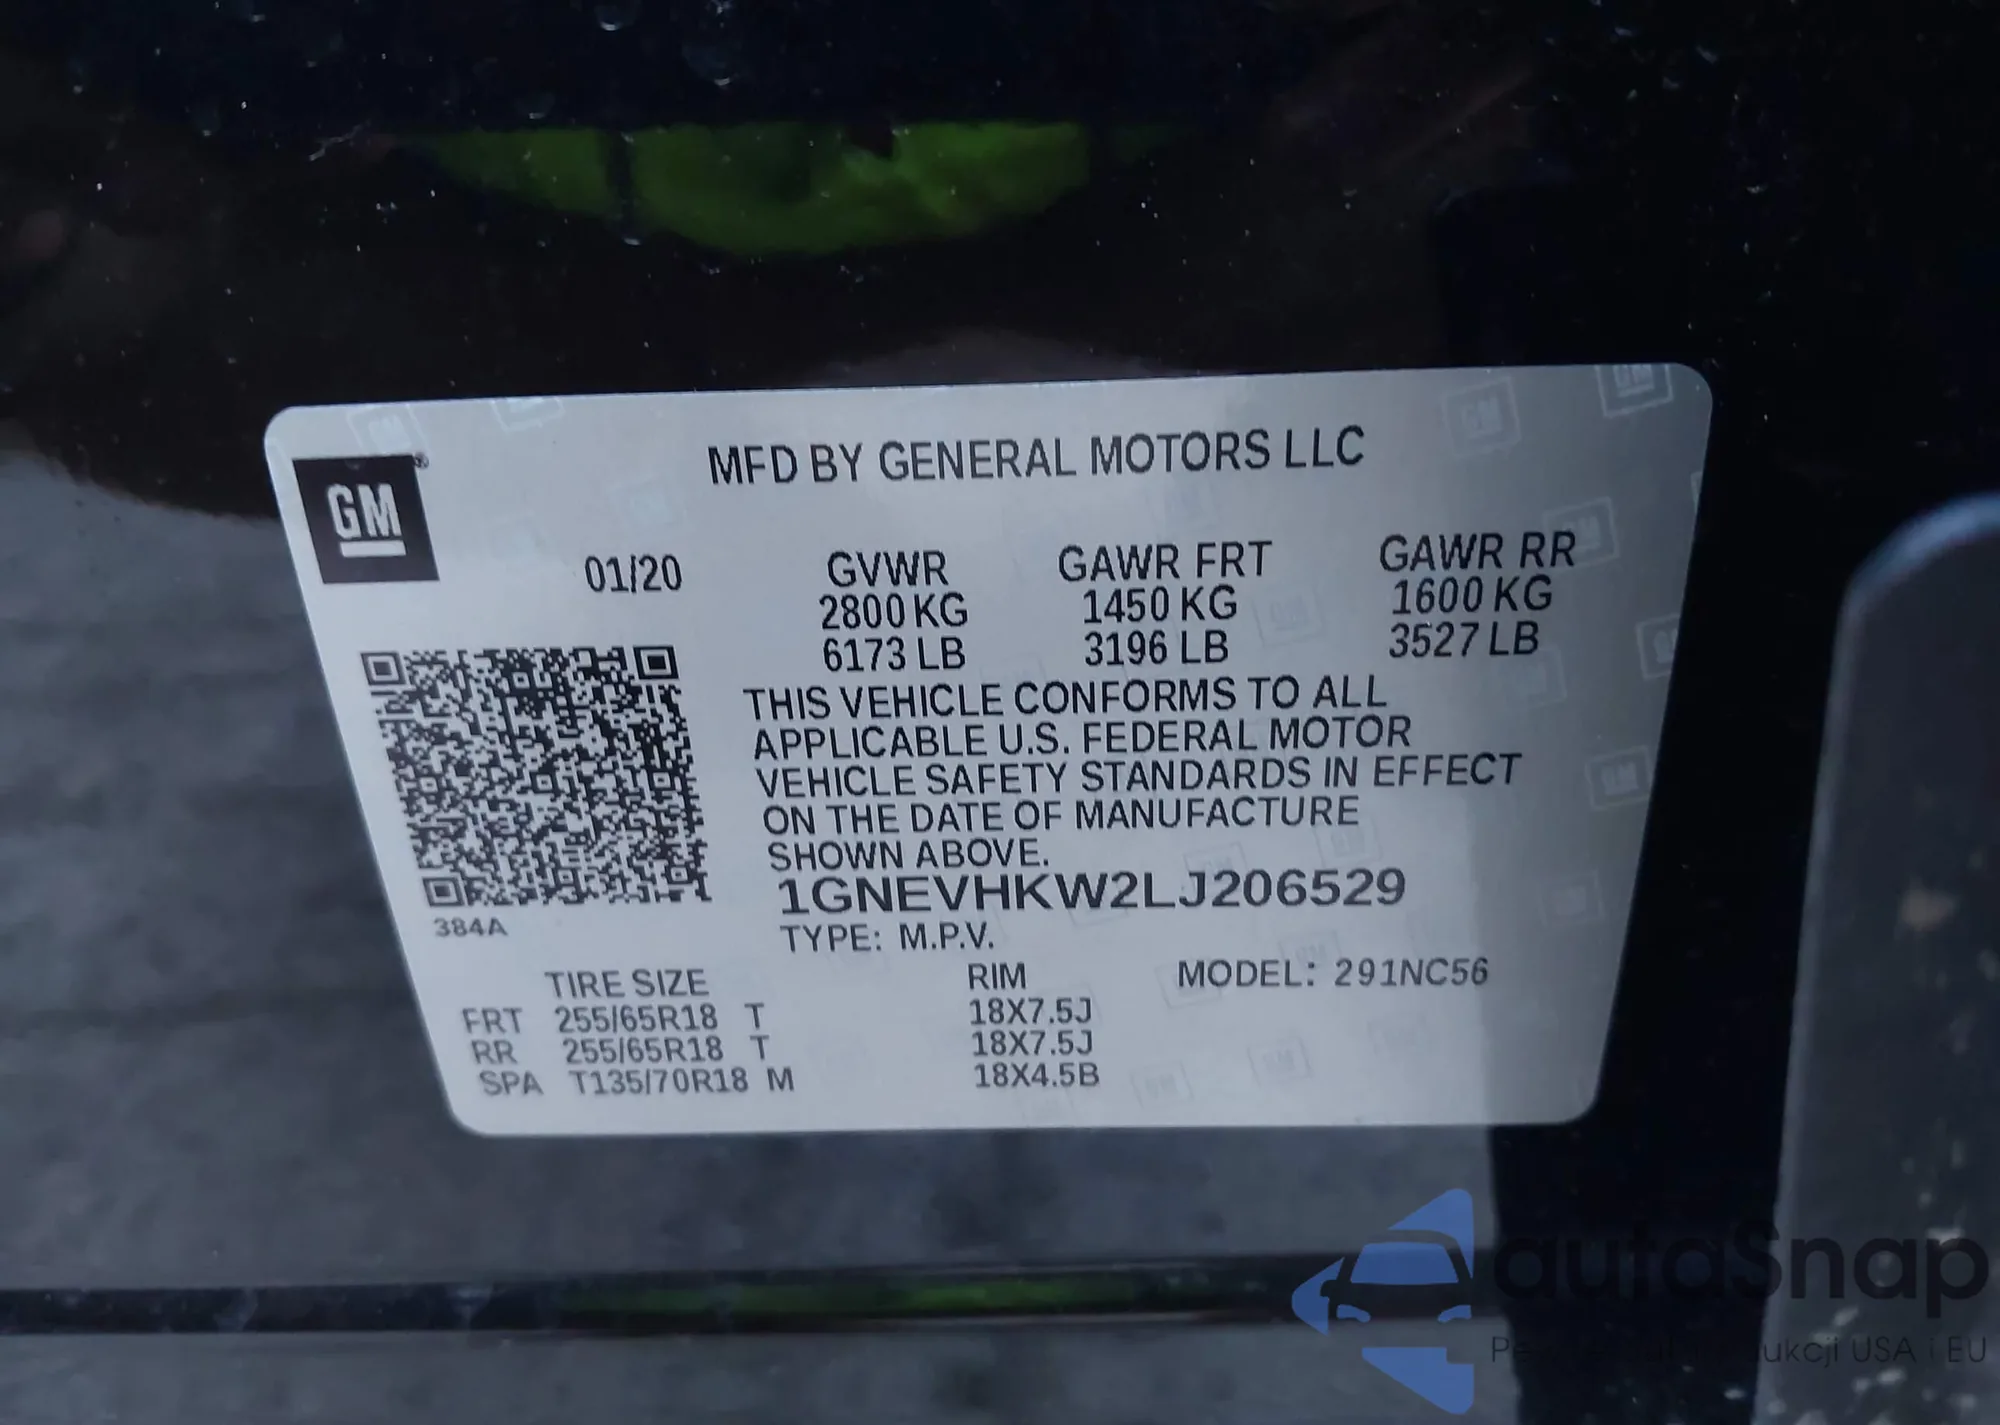 MFD BY GENERAL MOTORS LLC
GM
01/20
GVWR GAWR FRT GAWR RR
2800 KG 1450 KG 1600 KG
6173 LB 3196 LB 3527 LB
THIS VEHICLE CONFORMS TO ALL
APPLICABLE U.S. FEDERAL MOTOR
VEHICLE SAFETY STANDARDS IN EFFECT
ON THE DATE OF MANUFACTURE
SHOWN ABOVE.
1GNEVHKW2LJ206529
384A
TYPE: M.P.V.
TIRE SIZE RIM MODEL: 291NC56
FRT 255/65R18 T 18X7.5J
RR 255/65R18 T 18X7.5J
SPA T135/70R18 M 18X4.5B
autaSnap
USA i EU